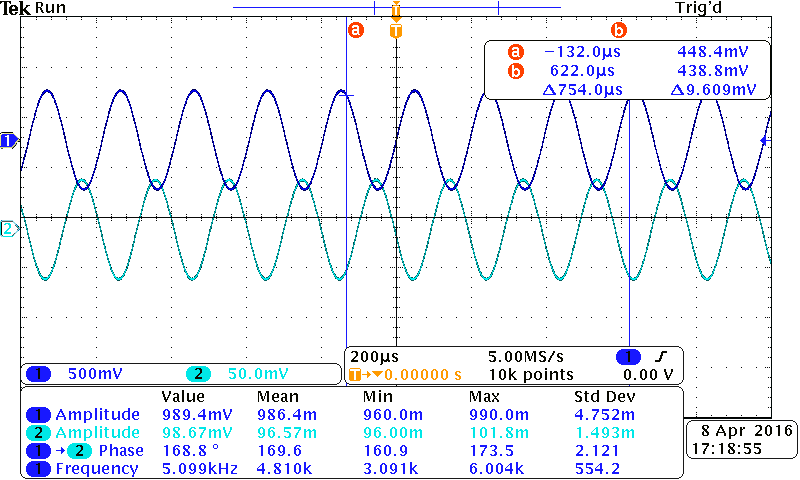 Tek Run Trig'd
T
a T b
a −132.0µs 448.4mV
b 622.0µs 438.8mV
Δ754.0µs Δ9.609mV
1
2
1 500mV 2 50.0mV
200µs 5.00MS/s 1
T→▼0.00000 s 10k points 0.00 V
Value Mean Min Max Std Dev
1 Amplitude 989.4mV 986.4m 960.0m 990.0m 4.752m
2 Amplitude 98.67mV 96.57m 96.00m 101.8m 1.493m
1 → 2 Phase 168.8 ° 169.6 160.9 173.5 2.121
1 Frequency 5.099kHz 4.810k 3.091k 6.004k 554.2
8 Apr 2016
17:18:55